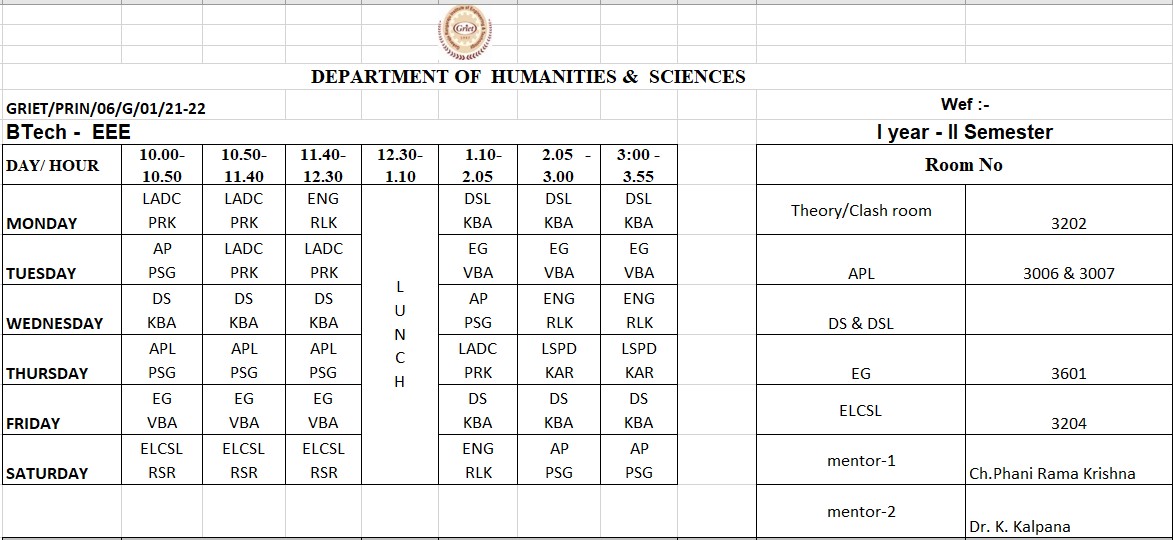 Griet
DEPARTMENT OF HUMANITIES & SCIENCES
GRIET/PRIN/06/G/01/21-22 Wef :-
BTech - EEE I year - II Semester
DAY/ HOUR 10.00- 10.50- 11.40- 12.30- 1.10- 2.05 - 3:00 - Room No
10.50 11.40 12.30 1.10 2.05 3.00 3.55
LADC LADC ENG DSL DSL DSL Theory/Clash room
MONDAY PRK PRK RLK KBA KBA KBA 3202
AP LADC LADC EG EG EG
TUESDAY PSG PRK PRK VBA VBA VBA APL 3006 & 3007
L
U
N
C
H
DS DS DS AP ENG ENG
WEDNESDAY KBA KBA KBA PSG RLK RLK DS & DSL
APL APL APL LADC LSPD LSPD
THURSDAY PSG PSG PSG PRK KAR KAR EG 3601
EG EG EG DS DS DS ELCSL
FRIDAY VBA VBA VBA KBA KBA KBA 3204
ELCSL ELCSL ELCSL ENG AP AP mentor-1
SATURDAY RSR RSR RSR RLK PSG PSG Ch.Phani Rama Krishna
mentor-2
Dr. K. Kalpana